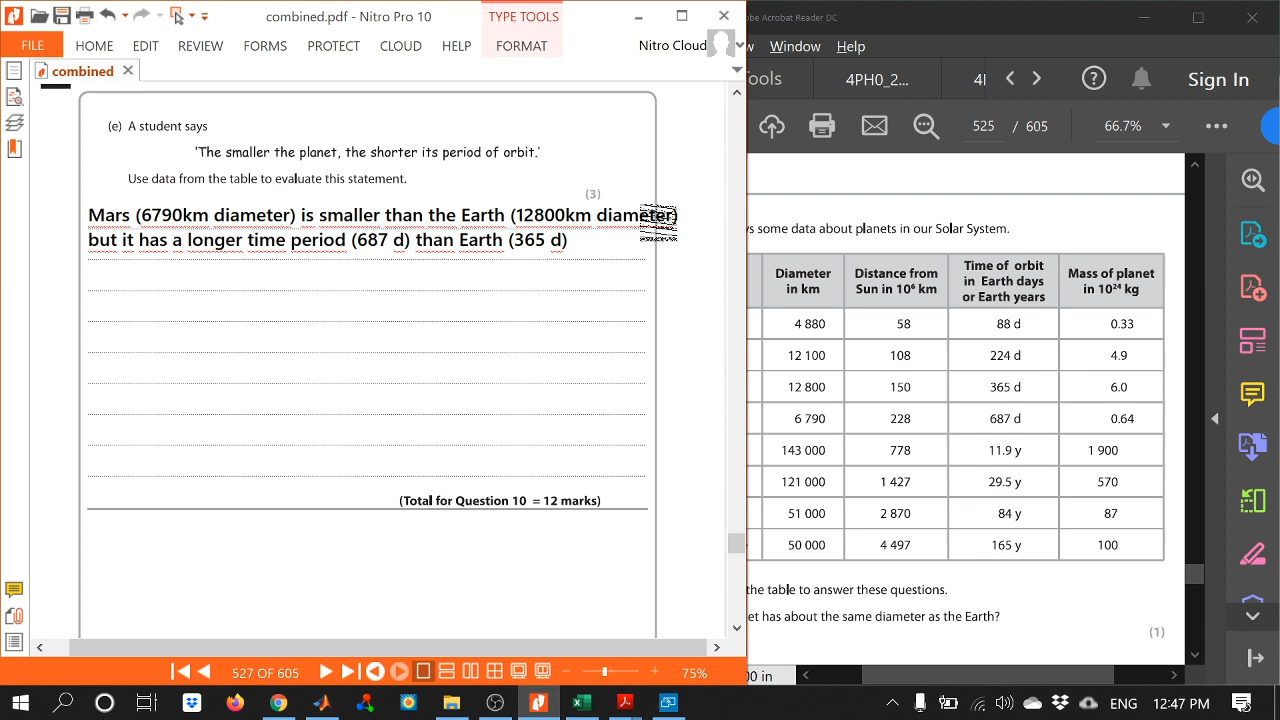 combined.pdf - Nitro Pro 10
TYPE TOOLS
FILE
HOME
EDIT
REVIEW
FORMS
PROTECT
CLOUD
HELP
FORMAT
Nitro Cloud
combined
(e) A student says
'The smaller the planet, the shorter its period of orbit.'
Use data from the table to evaluate this statement.
(3)
Mars (6790km diameter) is smaller than the Earth (12800km diameter)
but it has a longer time period (687 d) than Earth (365 d)
(Total for Question 10 = 12 marks)
527 OF 605
75%
obe Acrobat Reader DC
w Window Help
ools
4PH0_2...
4I
Sign In
525 / 605
66.7%
vs some data about planets in our Solar System.
Diameter in km
Distance from Sun in 10⁶ km
Time of orbit in Earth days or Earth years
Mass of planet in 10²⁴ kg
4 880 58 88 d 0.33
12 100 108 224 d 4.9
12 800 150 365 d 6.0
6 790 228 687 d 0.64
143 000 778 11.9 y 1 900
121 000 1 427 29.5 y 570
51 000 2 870 84 y 87
50 000 4 497 165 y 100
the table to answer these questions.
et has about the same diameter as the Earth?
(1)
00 in
ENG 12:47 PM